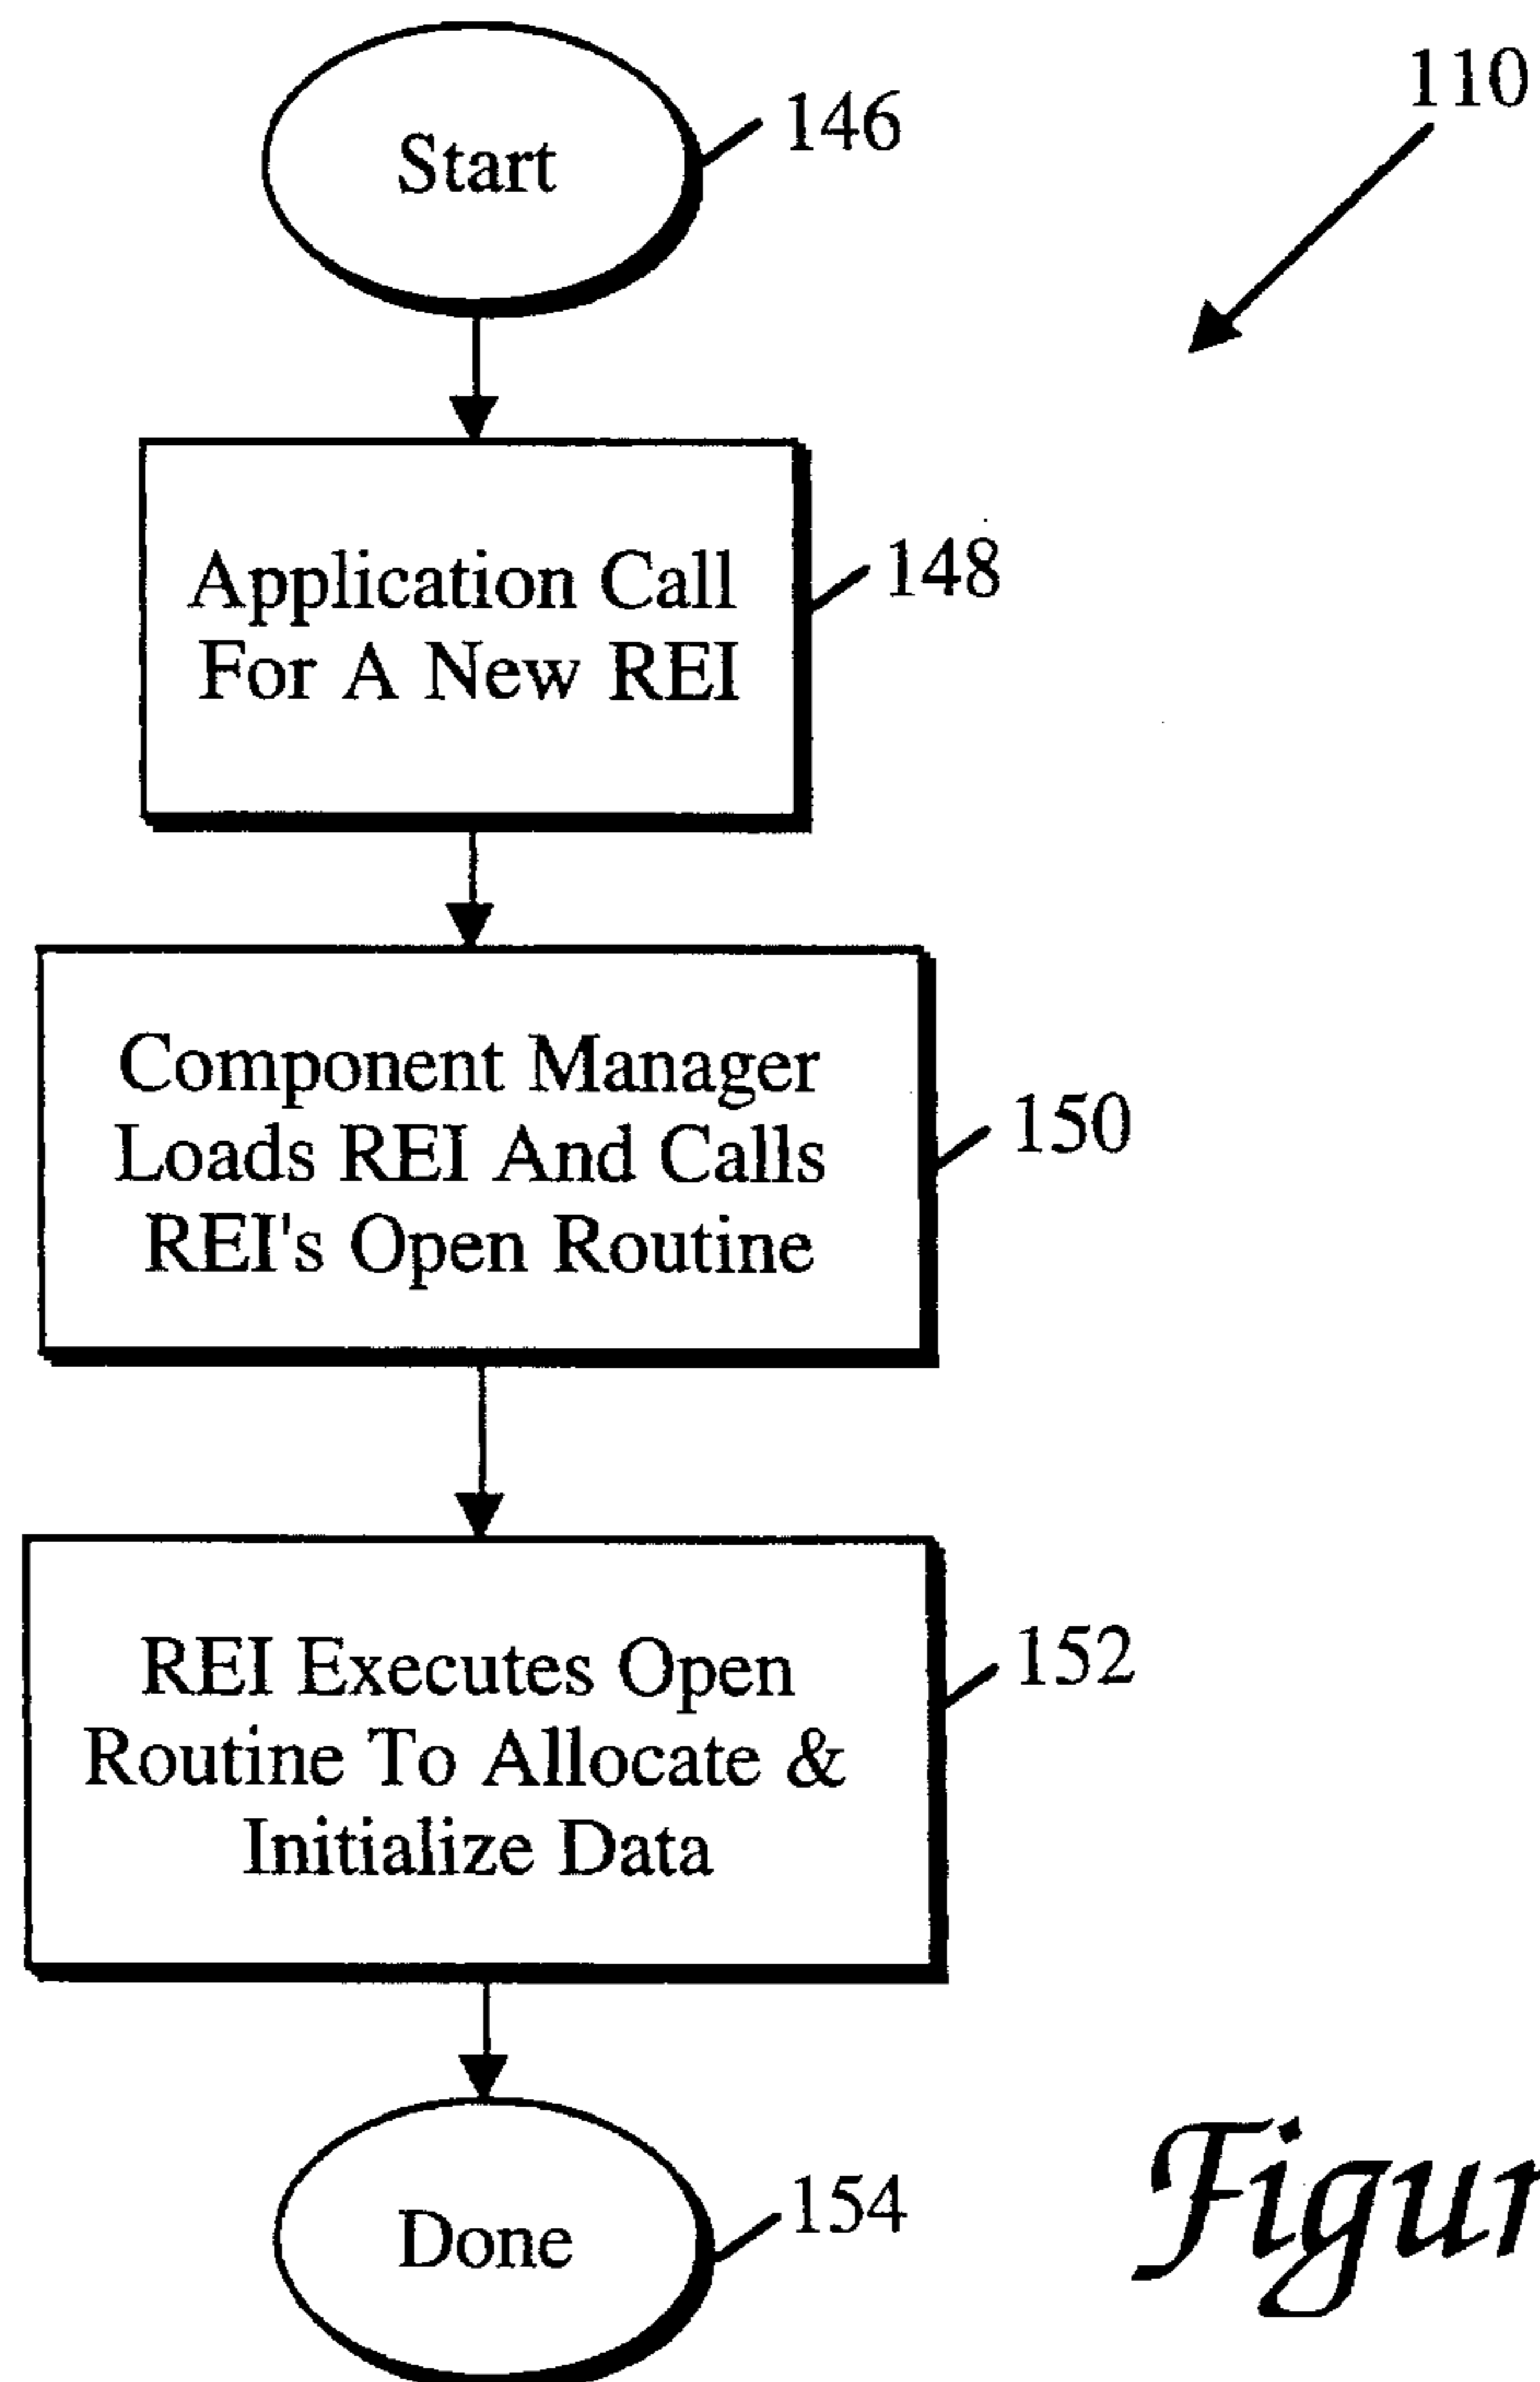 110
Start
146
Application Call
For A New REI
148
Component Manager
Loads REI And Calls
REI's Open Routine
150
REI Executes Open
Routine To Allocate &
Initialize Data
152
Done
154